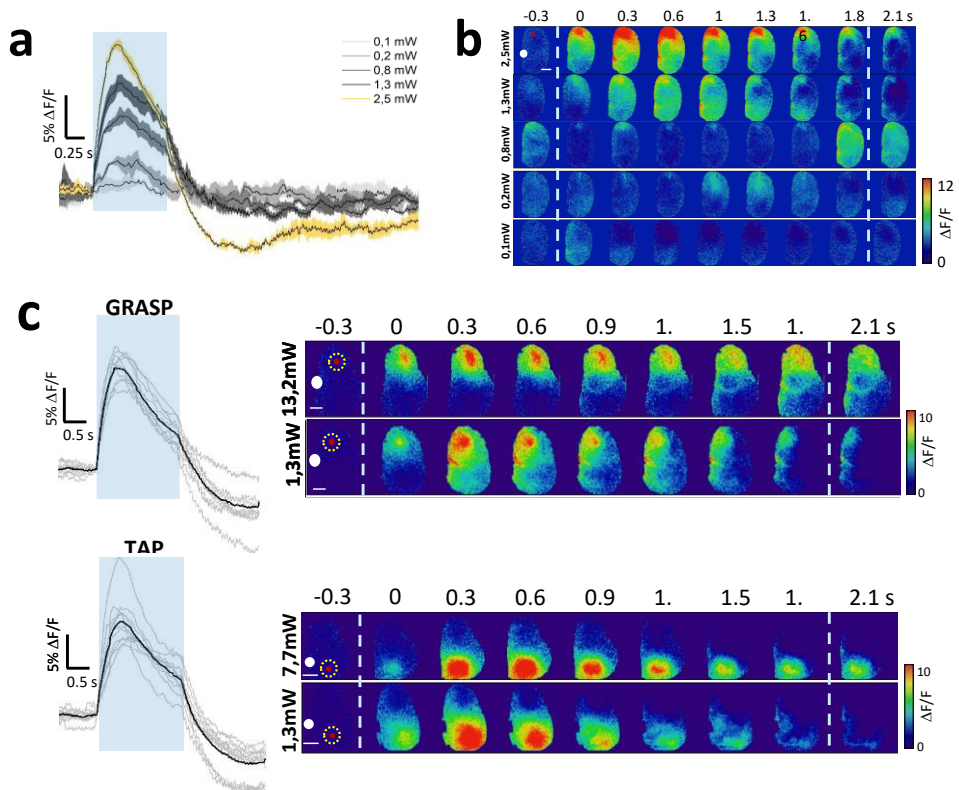 a
5% ΔF/F
0.25 s
0,1 mW
0,2 mW
0,8 mW
1,3 mW
2,5 mW
b
-0.3 0 0.3 0.6 1 1.3 1. 1.8 2.1 s
6
2,5mW
1,3mW
0,8mW
0,2mW
0,1mW
12
0
ΔF/F
c
GRASP
5% ΔF/F
0.5 s
-0.3 0 0.3 0.6 0.9 1. 1.5 1. 2.1 s
13,2mW
1,3mW
10
0
ΔF/F
TAP
5% ΔF/F
0.5 s
-0.3 0 0.3 0.6 0.9 1. 1.5 1. 2.1 s
7,7mW
1,3mW
10
0
ΔF/F